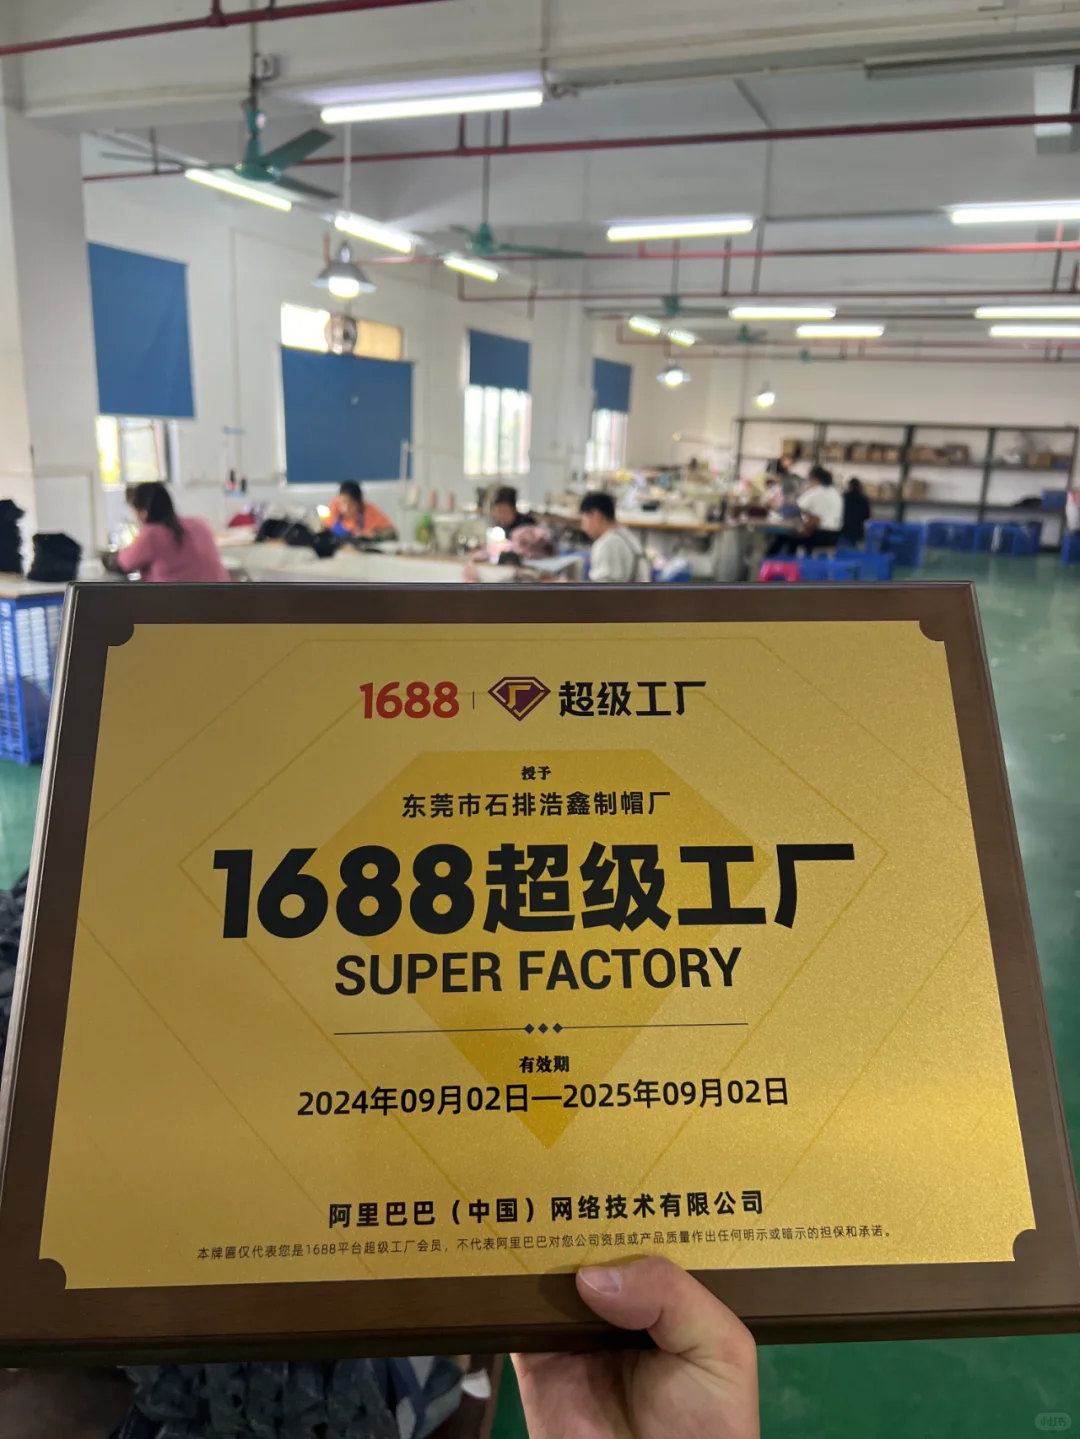 1688 | 超级工厂
授予
东莞市石排浩鑫制帽厂
1688超级工厂
SUPER FACTORY
有效期
2024年09月02日—2025年09月02日
阿里巴巴（中国）网络技术有限公司
本牌匾仅代表您是1688平台超级工厂会员，不代表阿里巴巴对您公司资质或产品质量作出任何明示或暗示的担保和承诺。
小红书